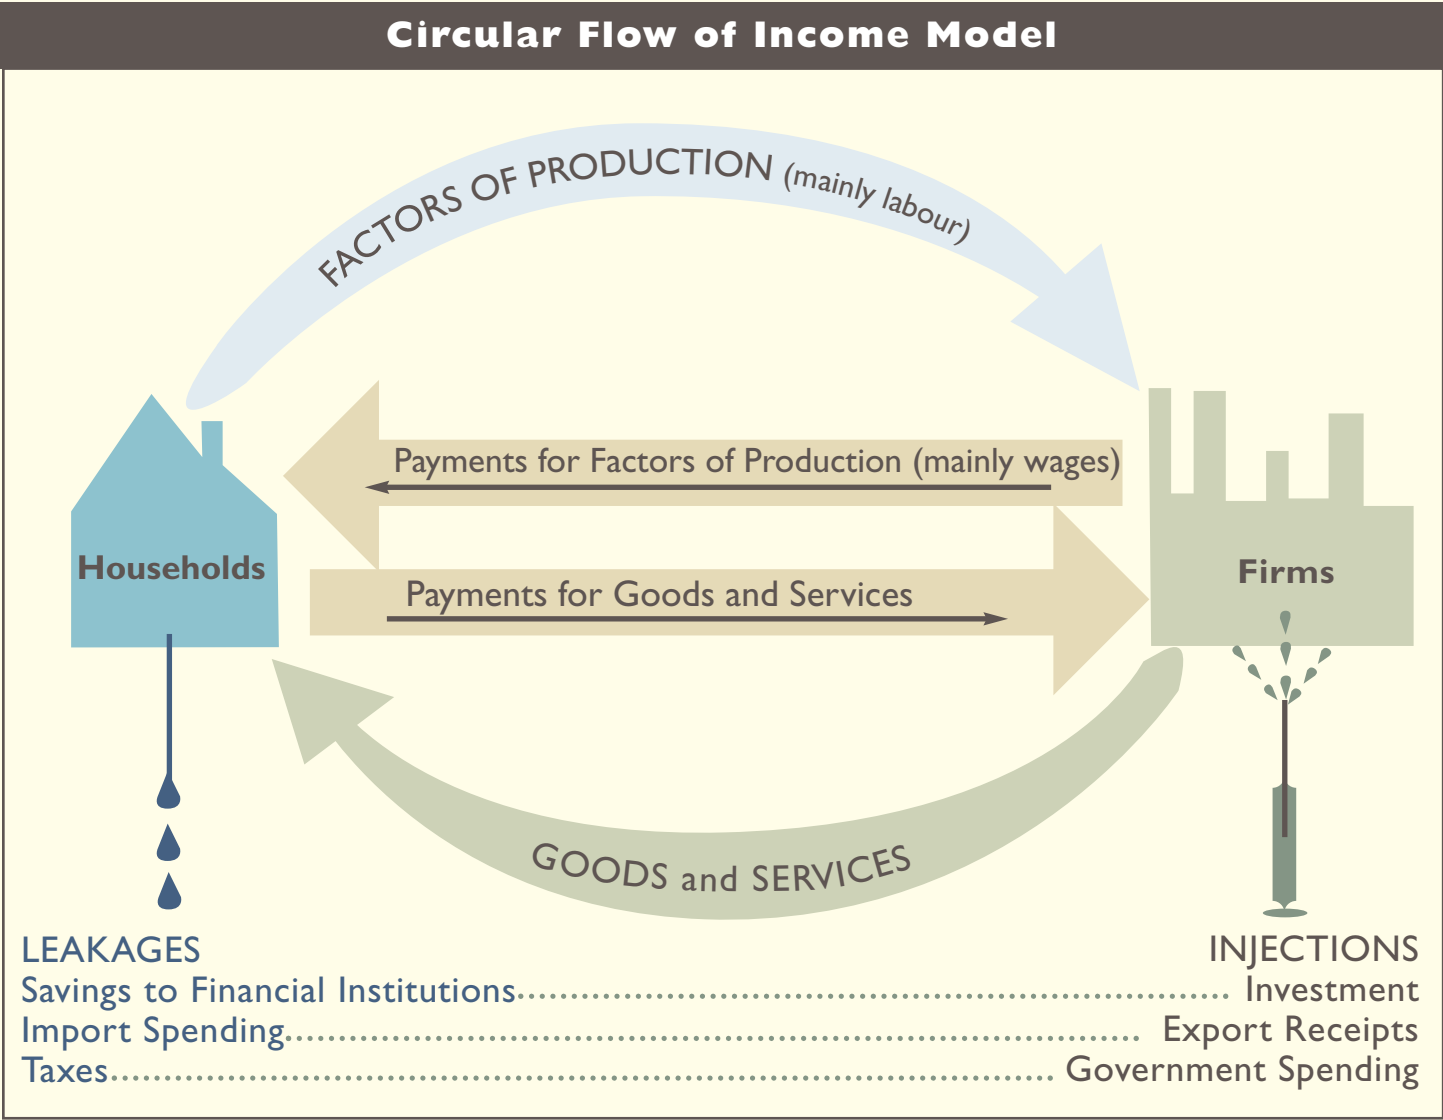 Circular Flow of Income Model
FACTORS OF PRODUCTION (mainly labour)
Payments for Factors of Production (mainly wages)
Households
Firms
Payments for Goods and Services
GOODS and SERVICES
LEAKAGES
INJECTIONS
Savings to Financial Institutions........................................................................ Investment
Import Spending...................................................................................... Export Receipts
Taxes............................................................................................... Government Spending